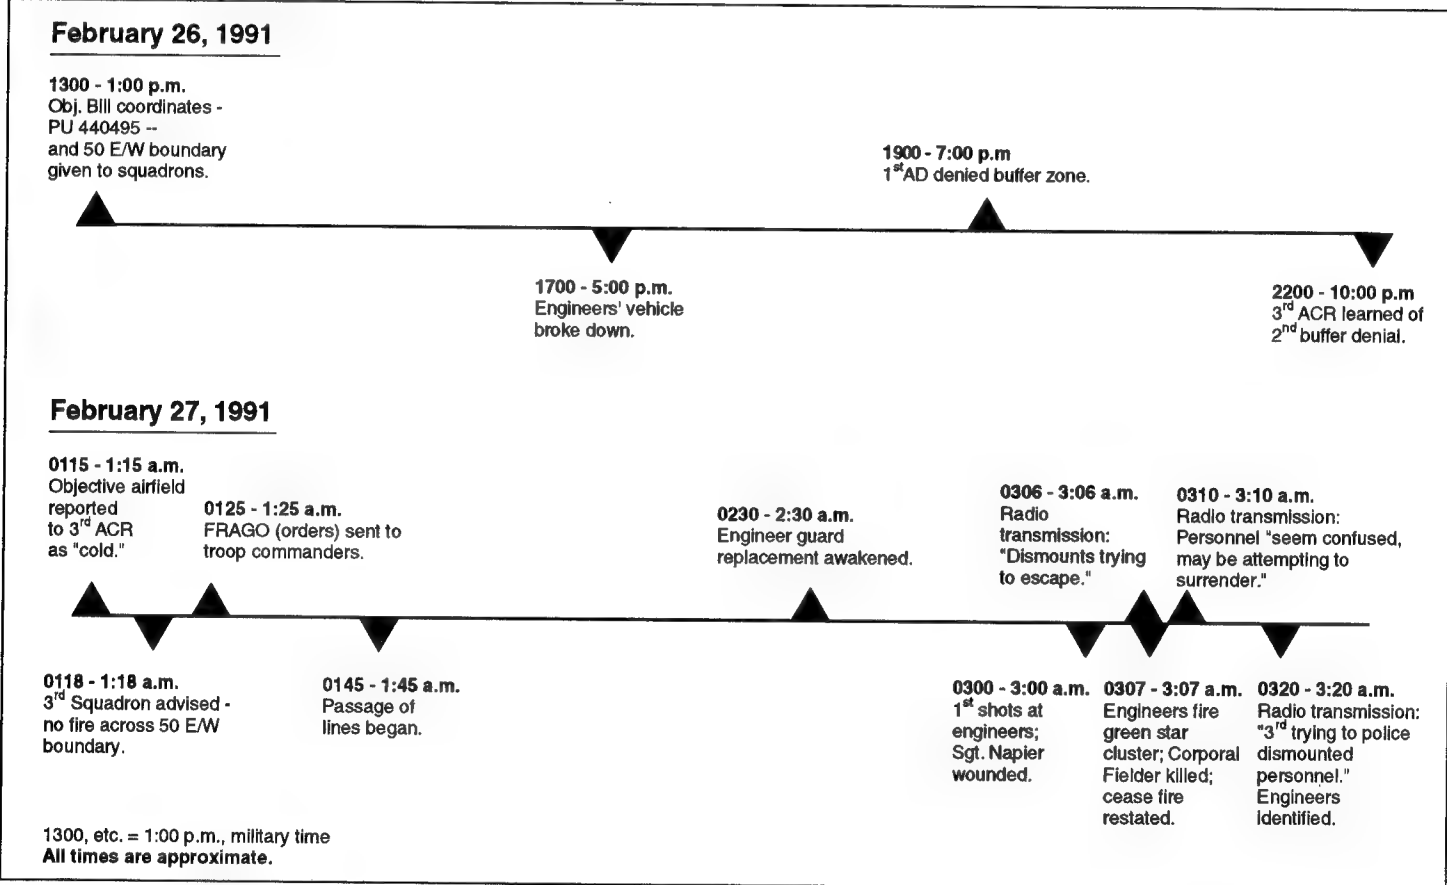 February 26, 1991
1300 - 1:00 p.m.
Obj. Bill coordinates -
PU 440495 --
and 50 E/W boundary
given to squadrons.
1900 - 7:00 p.m
1st AD denied buffer zone.
1700 - 5:00 p.m.
Engineers' vehicle
broke down.
2200 - 10:00 p.m
3rd ACR learned of
2nd buffer denial.
February 27, 1991
0115 - 1:15 a.m.
Objective airfield
reported
to 3rd ACR
as "cold."
0125 - 1:25 a.m.
FRAGO (orders) sent to
troop commanders.
0230 - 2:30 a.m.
Engineer guard
replacement awakened.
0306 - 3:06 a.m.
Radio
transmission:
"Dismounts trying
to escape."
0310 - 3:10 a.m.
Radio transmission:
Personnel "seem confused,
may be attempting to
surrender."
0118 - 1:18 a.m.
3rd Squadron advised -
no fire across 50 E/W
boundary.
0145 - 1:45 a.m.
Passage of
lines began.
0300 - 3:00 a.m.
1st shots at
engineers;
Sgt. Napier
wounded.
0307 - 3:07 a.m.
Engineers fire
green star
cluster; Corporal
Fielder killed;
cease fire
restated.
0320 - 3:20 a.m.
Radio transmission:
"3rd trying to police
dismounted
personnel."
Engineers
identified.
1300, etc. = 1:00 p.m., military time
All times are approximate.